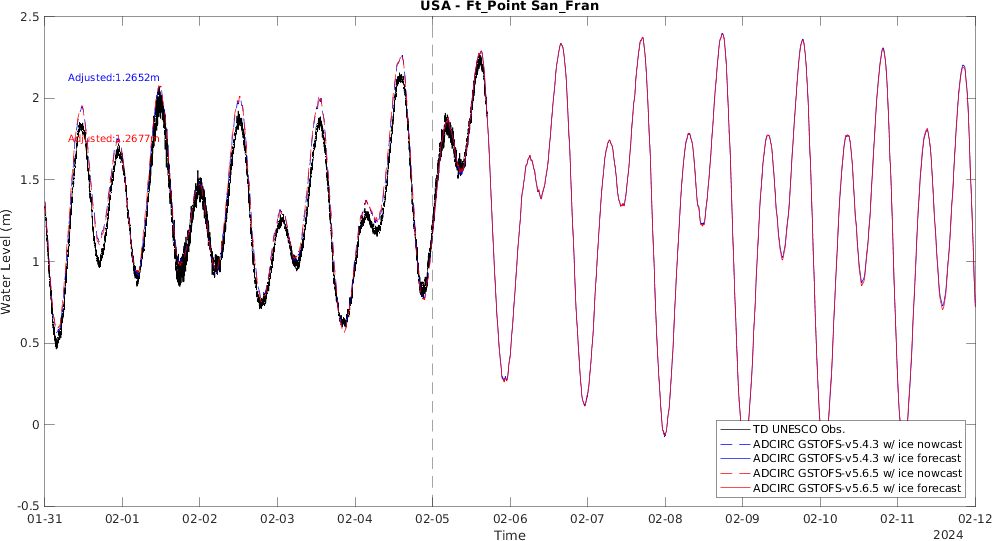 USA - Ft_Point San_Fran
2.5
2
1.5
1
0.5
0
-0.5
Water Level (m)
Adjusted:1.2652m
Adjusted:1.2677m
TD UNESCO Obs.
ADCIRC GSTOFS-v5.4.3 w/ ice nowcast
ADCIRC GSTOFS-v5.4.3 w/ ice forecast
ADCIRC GSTOFS-v5.6.5 w/ ice nowcast
ADCIRC GSTOFS-v5.6.5 w/ ice forecast
01-31 02-01 02-02 02-03 02-04 02-05 02-06 02-07 02-08 02-09 02-10 02-11 02-12
Time
2024